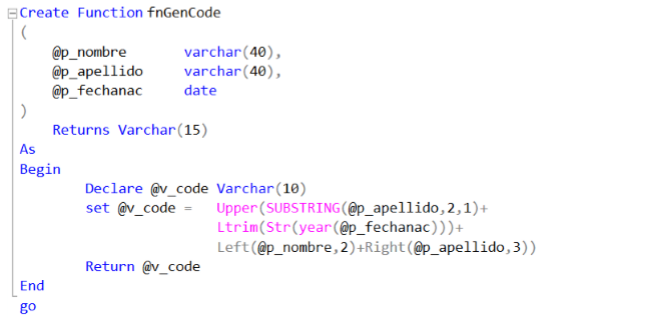 Create Function fnGenCode
(
    @p_nombre       varchar(40),
    @p_apellido     varchar(40),
    @p_fechanac     date
)
    Returns Varchar(15)
As
Begin
        Declare @v_code Varchar(10)
        set @v_code =   Upper(SUBSTRING(@p_apellido,2,1)+
                        Ltrim(Str(year(@p_fechanac)))+
                        Left(@p_nombre,2)+Right(@p_apellido,3))
        Return @v_code
End
go